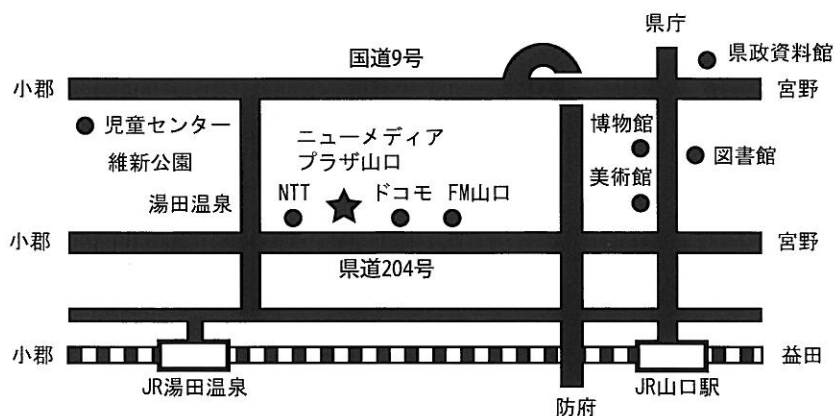 県庁
国道9号
県政資料館
小郡
宮野
児童センター
ニューメディア
プラザ山口
博物館
維新公園
図書館
美術館
湯田温泉
NTT
ドコモ
FM山口
小郡
宮野
県道204号
小郡
益田
JR湯田温泉
JR山口駅
防府